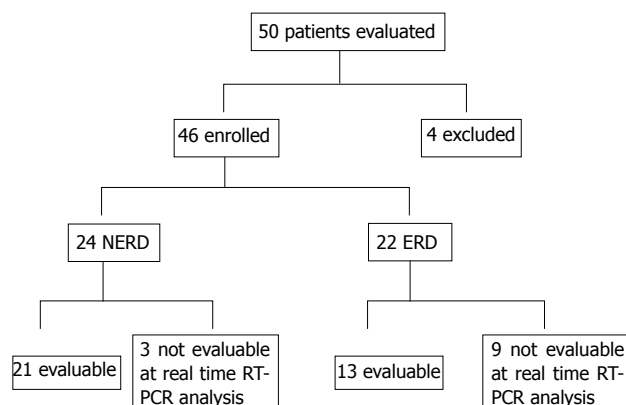 50 patients evaluated
46 enrolled
4 excluded
24 NERD
22 ERD
21 evaluable
3 not evaluable
at real time RT-
PCR analysis
13 evaluable
9 not evaluable
at real time RT-
PCR analysis